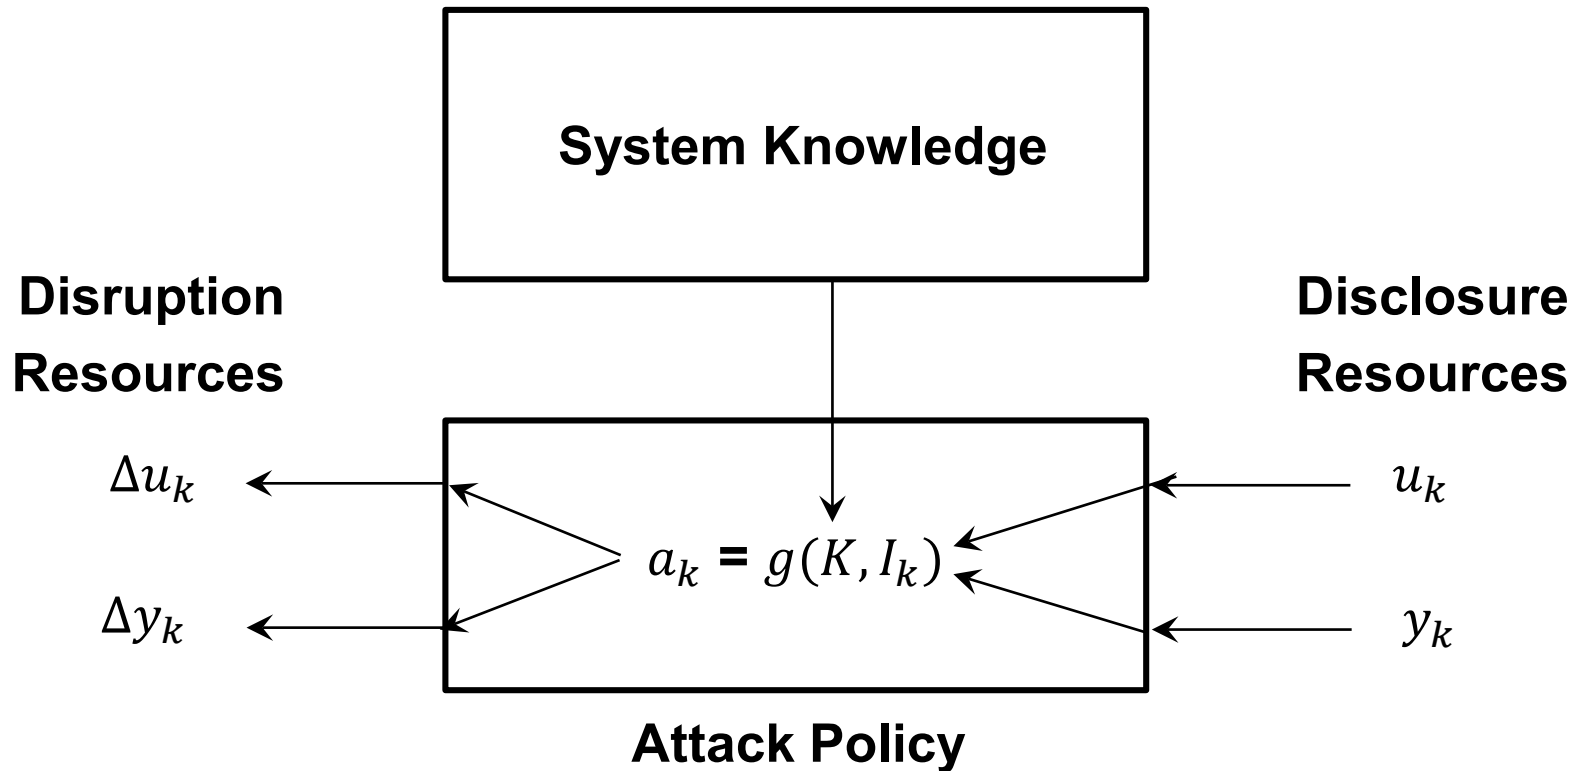 System Knowledge
Disruption
Resources
Disclosure
Resources
Δu_k
a_k = g(K, I_k)
u_k
Δy_k
y_k
Attack Policy